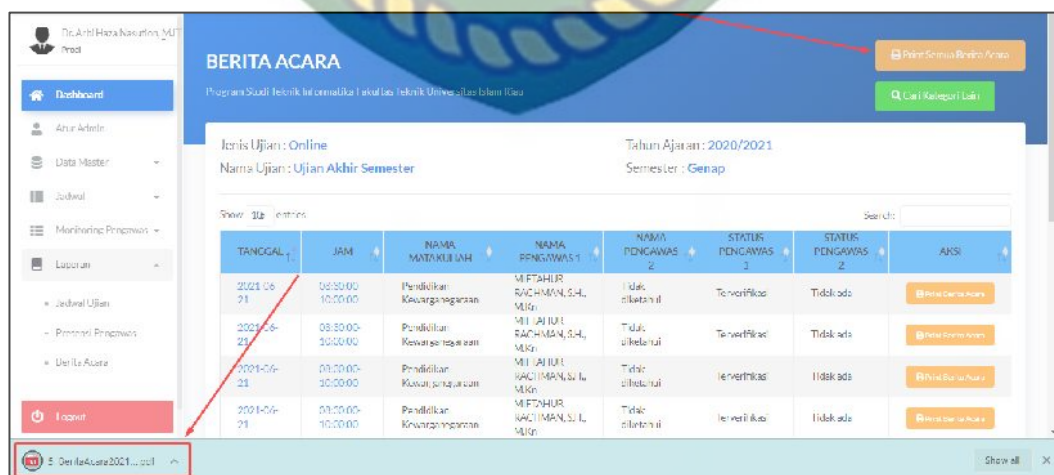 Prodi
BERITA ACARA
Print Semua Berita Acara
Program Studi Teknik Informatika Fakultas Teknik Universitas Islam Riau
Cari Kategori Lain
Dashboard
Atur Admin
Data Master
Jadwal
Monitoring Pengawas
Laporan
Jadwal Ujian
Presensi Pengawas
Berita Acara
Logout
Jenis Ujian : Online
Tahun Ajaran : 2020/2021
Nama Ujian : Ujian Akhir Semester
Semester : Genap
Show 10 entries
Search:
TANGGAL JAM NAMA MATAKULIAH NAMA PENGAWAS 1 NAMA PENGAWAS 2 STATUS PENGAWAS 1 STATUS PENGAWAS 2 AKSI
2021-06-21 08:30:00-10:00:00 Pendidikan Kewarganegaraan MIFTAHUR RACHMAN, S.H., M.Kn Tidak diketahui Terverifikasi Tidak ada Print Berita Acara
2021-06-21 08:30:00-10:00:00 Pendidikan Kewarganegaraan MIFTAHUR RACHMAN, S.H., M.Kn Tidak diketahui Terverifikasi Tidak ada Print Berita Acara
2021-06-21 08:30:00-10:00:00 Pendidikan Kewarganegaraan MIFTAHUR RACHMAN, S.H., M.Kn Tidak diketahui Terverifikasi Tidak ada Print Berita Acara
2021-06-21 08:30:00-10:00:00 Pendidikan Kewarganegaraan MIFTAHUR RACHMAN, S.H., M.Kn Tidak diketahui Terverifikasi Tidak ada Print Berita Acara
BeritaAcara2021....pdf
Show all